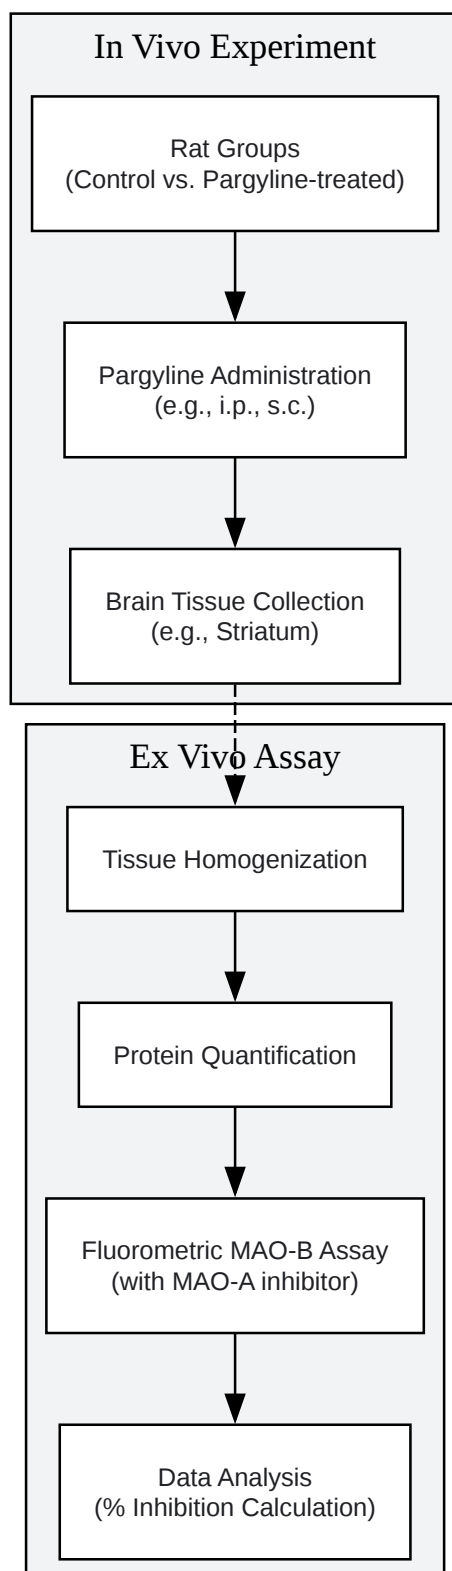 In Vivo Experiment
Rat Groups
(Control vs. Pargyline-treated)
Pargyline Administration
(e.g., i.p., s.c.)
Brain Tissue Collection
(e.g., Striatum)
Ex Vivo Assay
Tissue Homogenization
Protein Quantification
Fluorometric MAO-B Assay
(with MAO-A inhibitor)
Data Analysis
(% Inhibition Calculation)